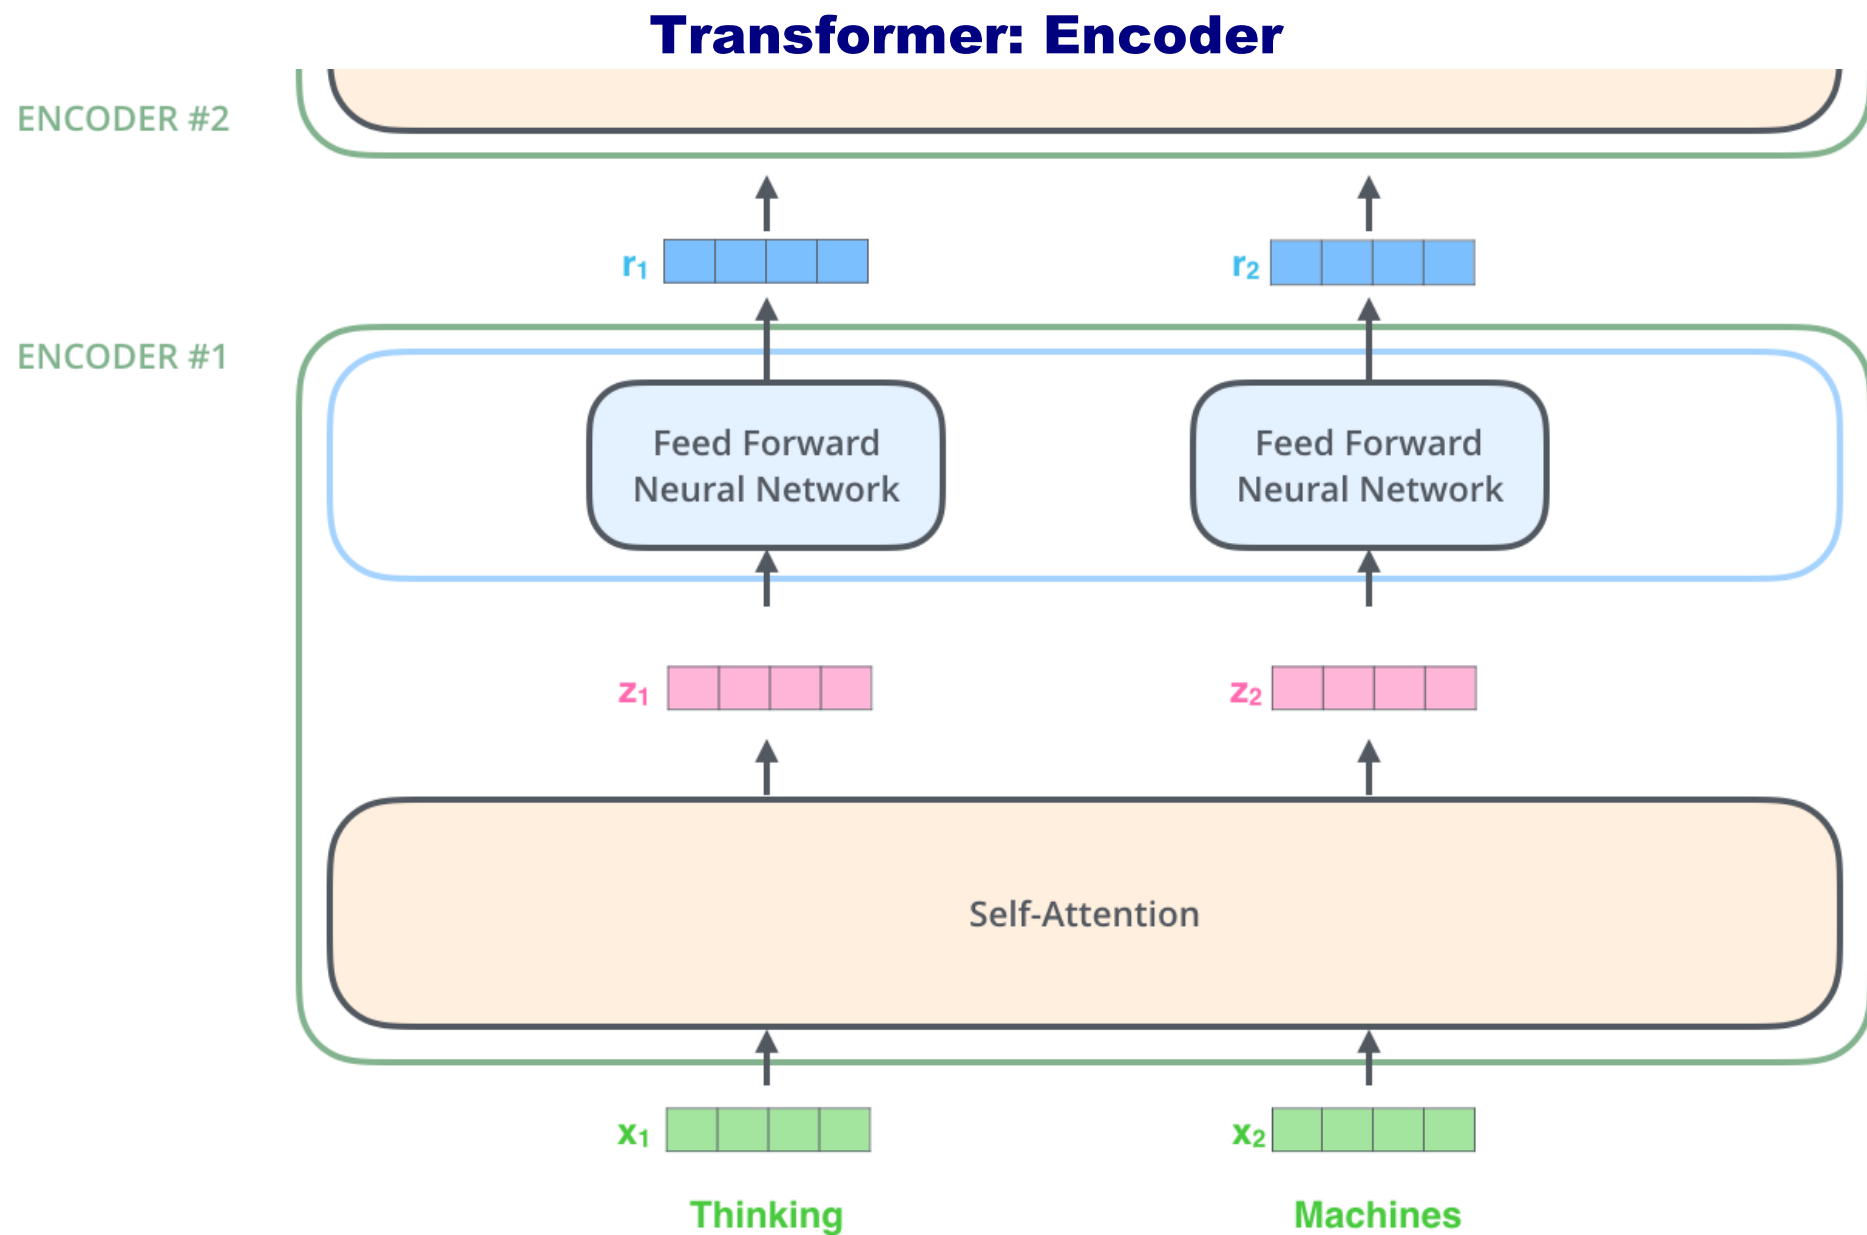 Transformer: Encoder
ENCODER #2
r1
r2
ENCODER #1
Feed Forward
Neural Network
Feed Forward
Neural Network
z1
z2
Self-Attention
x1
x2
Thinking
Machines